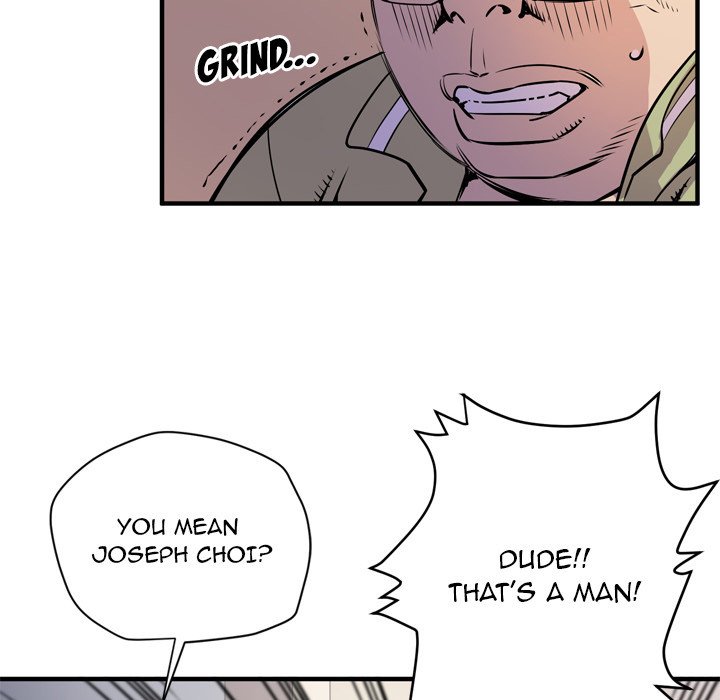 GRIND...
YOU MEAN
JOSEPH CHOI?
DUDE!!
THAT'S A MAN!